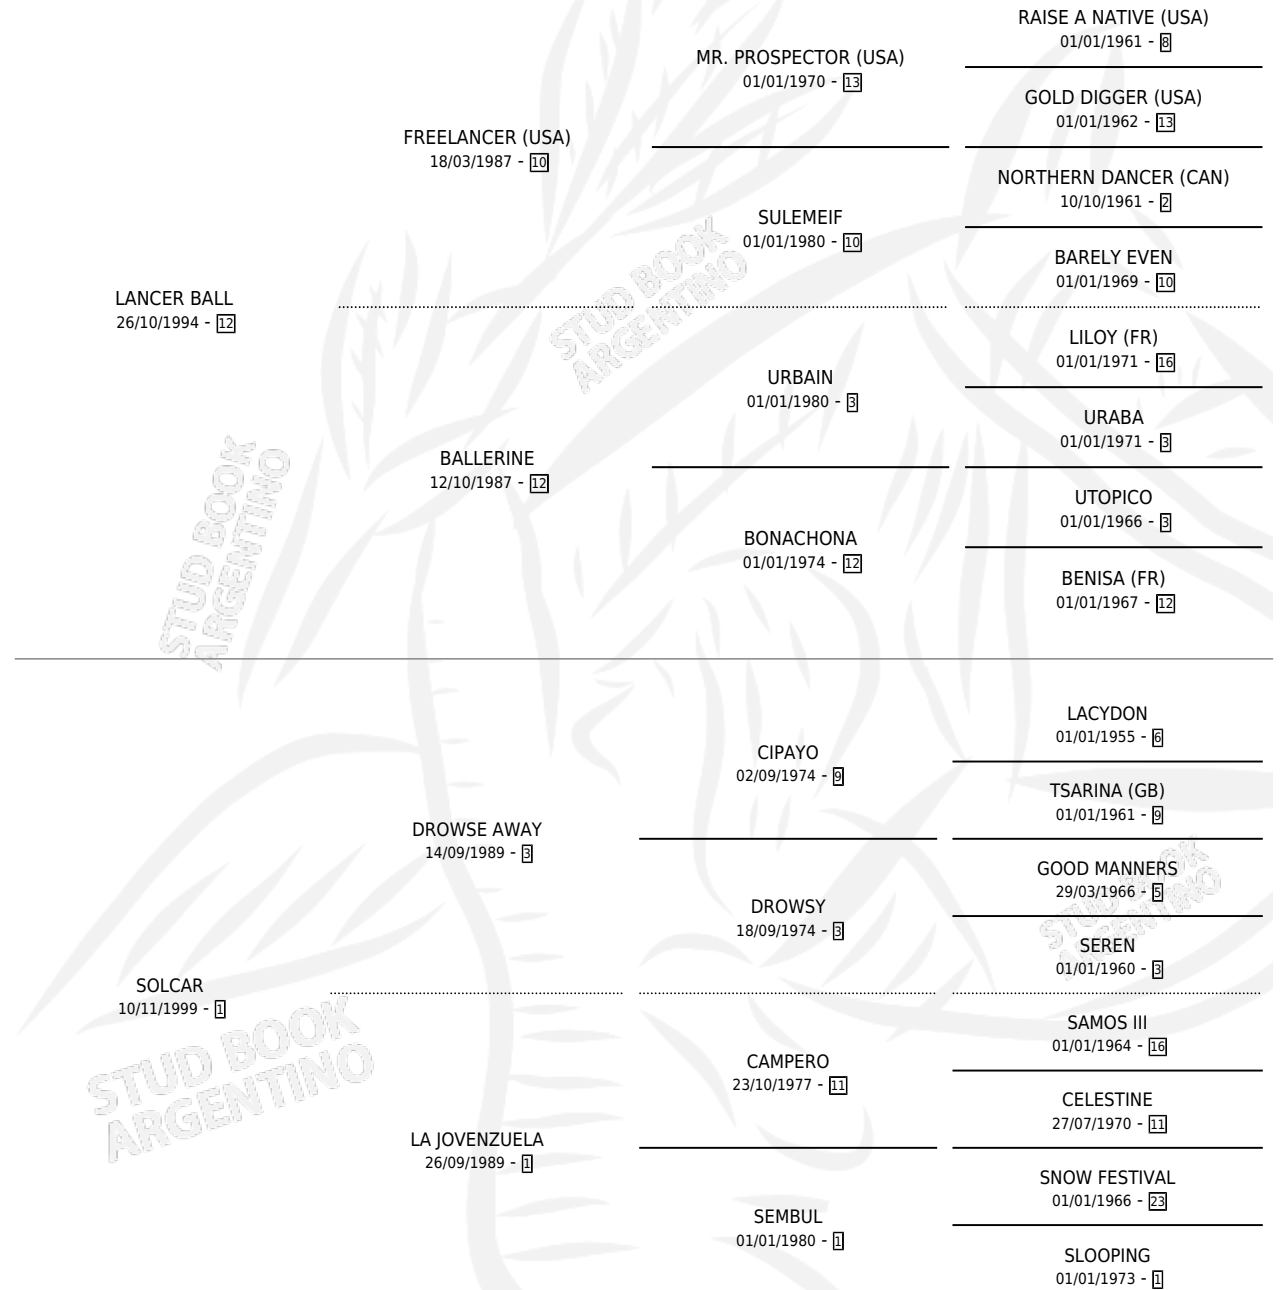 RAISE A NATIVE (USA)
01/01/1961 - 8
MR. PROSPECTOR (USA)
01/01/1970 - 13
GOLD DIGGER (USA)
01/01/1962 - 13
FREELANCER (USA)
18/03/1987 - 10
NORTHERN DANCER (CAN)
10/10/1961 - 2
SULEMEIF
01/01/1980 - 10
BARELY EVEN
01/01/1969 - 10
LANCER BALL
26/10/1994 - 12
LILOY (FR)
01/01/1971 - 16
URBAIN
01/01/1980 - 3
URABA
01/01/1971 - 3
BALLERINE
12/10/1987 - 12
UTOPICO
01/01/1966 - 3
BONACHONA
01/01/1974 - 12
BENISA (FR)
01/01/1967 - 12
LACYDON
01/01/1955 - 6
CIPAYO
02/09/1974 - 9
TSARINA (GB)
01/01/1961 - 9
DROWSE AWAY
14/09/1989 - 3
GOOD MANNERS
29/03/1966 - 5
DROWSY
18/09/1974 - 3
SEREN
01/01/1960 - 3
SOLCAR
10/11/1999 - 1
SAMOS III
01/01/1964 - 16
CAMPERO
23/10/1977 - 11
CELESTINE
27/07/1970 - 11
LA JOVENZUELA
26/09/1989 - 1
SNOW FESTIVAL
01/01/1966 - 23
SEMBUL
01/01/1980 - 1
SLOOPING
01/01/1973 - 1
STUD BOOK
ARGENTINO
STUD BOOK
ARGENTINO
STUD BOOK
ARGENTINO
STUD BOOK
ARGENTINO